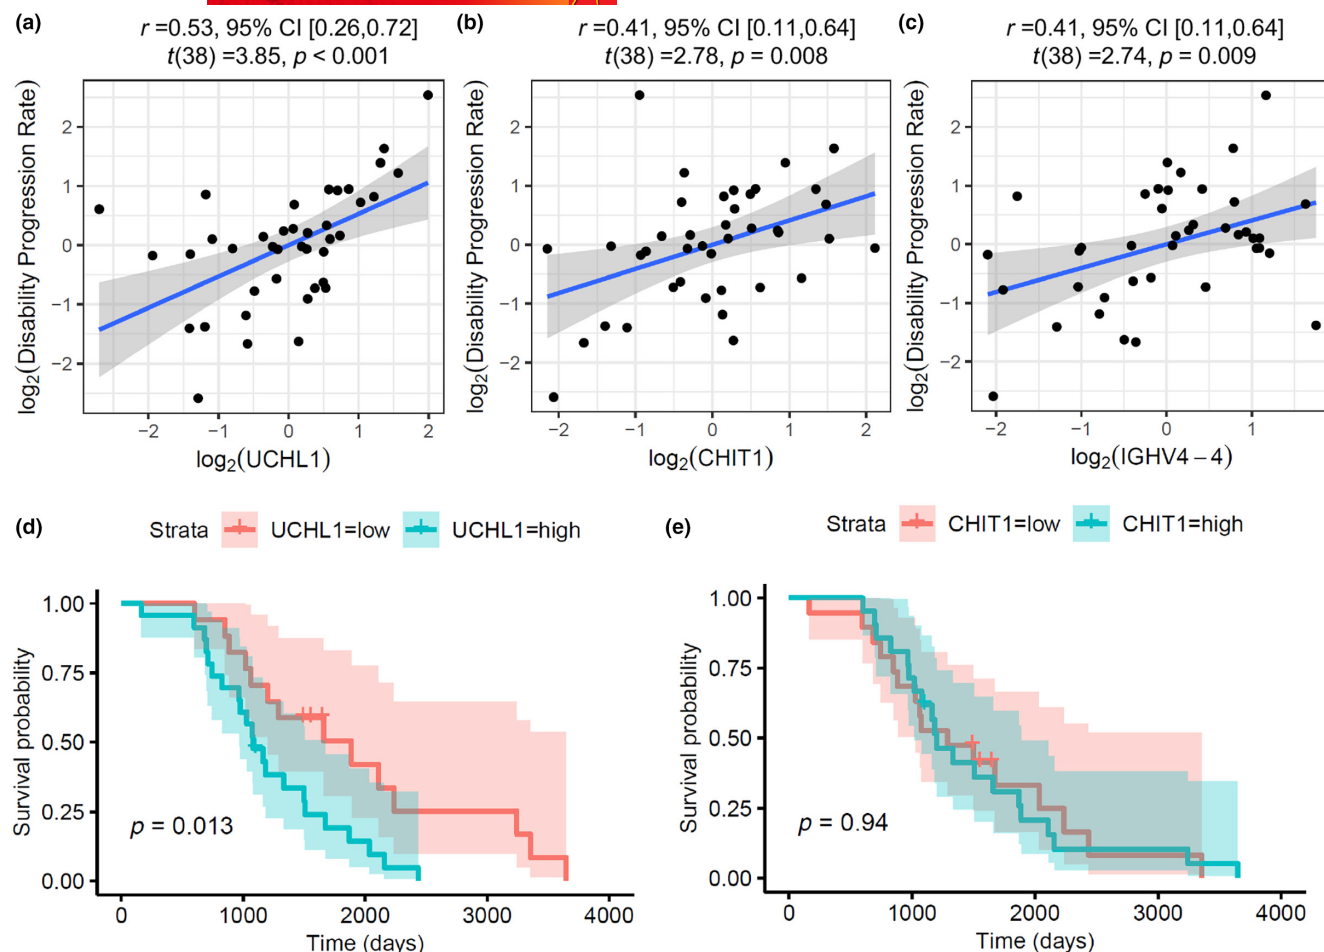 (a)
r =0.53, 95% CI [0.26,0.72]
t(38) =3.85, p < 0.001
log₂(Disability Progression Rate)
2
1
0
−1
−2
−2
−1
0
1
2
log₂(UCHL1)
(b)
r =0.41, 95% CI [0.11,0.64]
t(38) =2.78, p = 0.008
log₂(Disability Progression Rate)
2
1
0
−1
−2
−2
−1
0
1
2
log₂(CHIT1)
(c)
r =0.41, 95% CI [0.11,0.64]
t(38) =2.74, p = 0.009
log₂(Disability Progression Rate)
2
1
0
−1
−2
−2
−1
0
1
log₂(IGHV4−4)
(d)
Strata UCHL1=low UCHL1=high
Survival probability
1.00
0.75
0.50
0.25
0.00
p = 0.013
0
1000
2000
3000
4000
Time (days)
(e)
Strata CHIT1=low CHIT1=high
Survival probability
1.00
0.75
0.50
0.25
0.00
p = 0.94
0
1000
2000
3000
4000
Time (days)